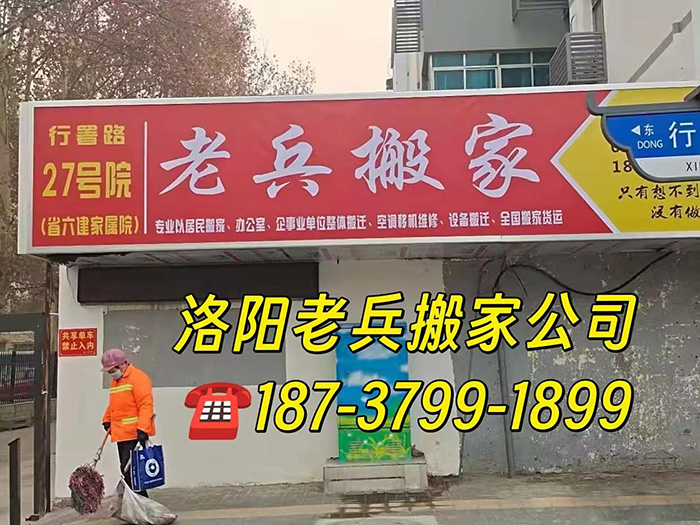 行署路
27号院
(省六建家属院)
老兵搬家
专业以居民搬家、办公室、企事业单位整体搬迁、空调移机维修、设备搬迁、全国搬家货运
东
DONG
行
XI
18
只有想不到
没有做
共享单车
禁止入内
洛阳老兵搬家公司
☎187-3799-1899